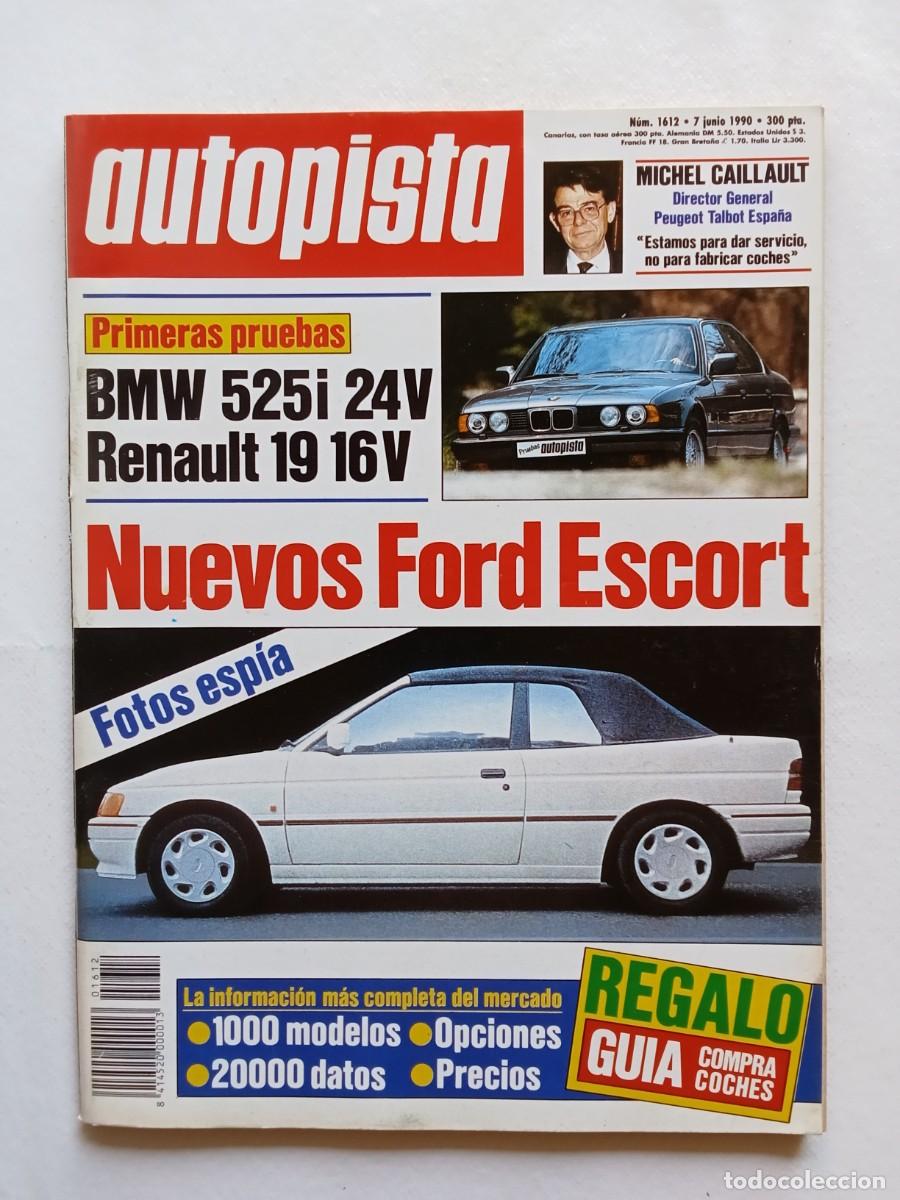 autopista
Núm. 1612 • 7 junio 1990 • 300 pta.
Canarias, con tasa aérea 300 pta. Alemania DM 5.50. Estados Unidos $ 3.
Francia FF 18. Gran Bretaña £ 1.70. Italia Lir 3.300.
MICHEL CAILLAULT
Director General
Peugeot Talbot España
«Estamos para dar servicio,
no para fabricar coches»
Primeras pruebas
BMW 525i 24V
Renault 19 16V
Pruebas autopista
Nuevos Ford Escort
Fotos espía
01612
8 414520 000013
La información más completa del mercado
1000 modelos
Opciones
20000 datos
Precios
REGALO
GUIA COMPRA
COCHES
todocoleccion